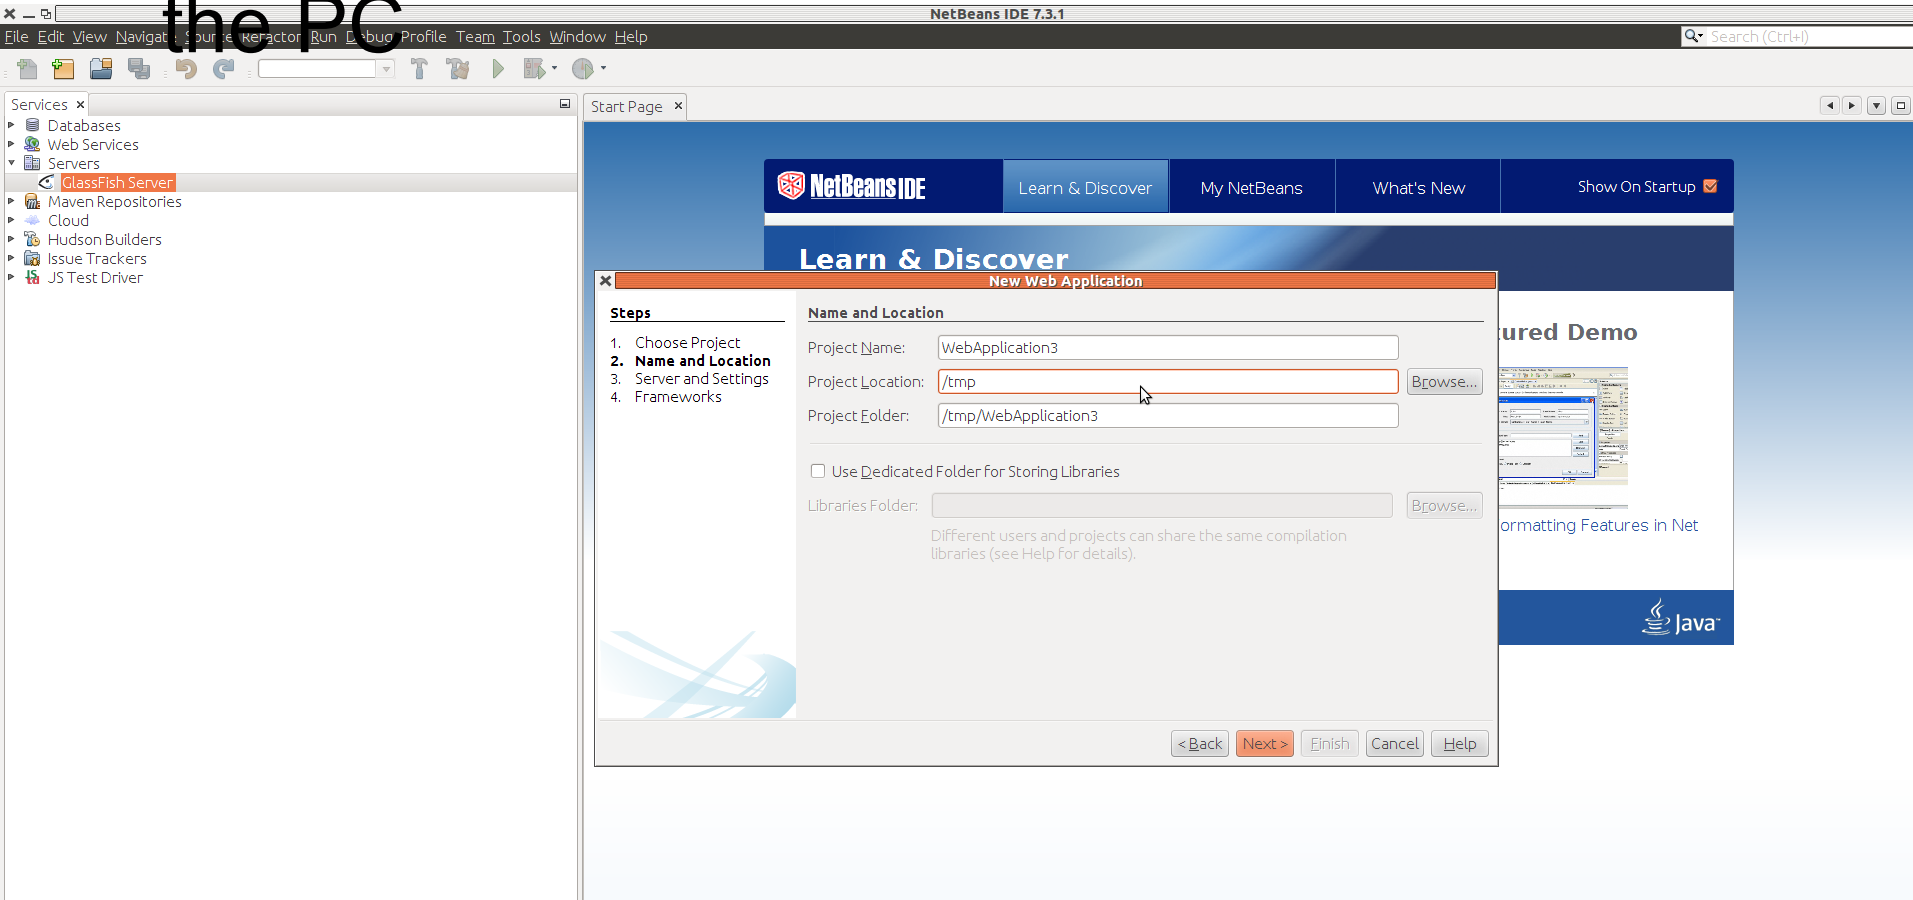 NetBeans IDE 7.3.1
the PC
File Edit View Navigate Source Refactor Run Debug Profile Team Tools Window Help
Search (Ctrl+I)
Services
Start Page
Databases
Web Services
Servers
GlassFish Server
Maven Repositories
Cloud
Hudson Builders
Issue Trackers
JS Test Driver
NetBeans IDE
Learn & Discover
My NetBeans
What's New
Show On Startup
Learn & Discover
New Web Application
Steps
1. Choose Project
2. Name and Location
3. Server and Settings
4. Frameworks
Name and Location
Project Name: WebApplication3
Project Location: /tmp Browse...
Project Folder: /tmp/WebApplication3
Use Dedicated Folder for Storing Libraries
Libraries Folder: Browse...
Different users and projects can share the same compilation
libraries (see Help for details).
< Back Next > Finish Cancel Help
ured Demo
ormatting Features in Net
Java